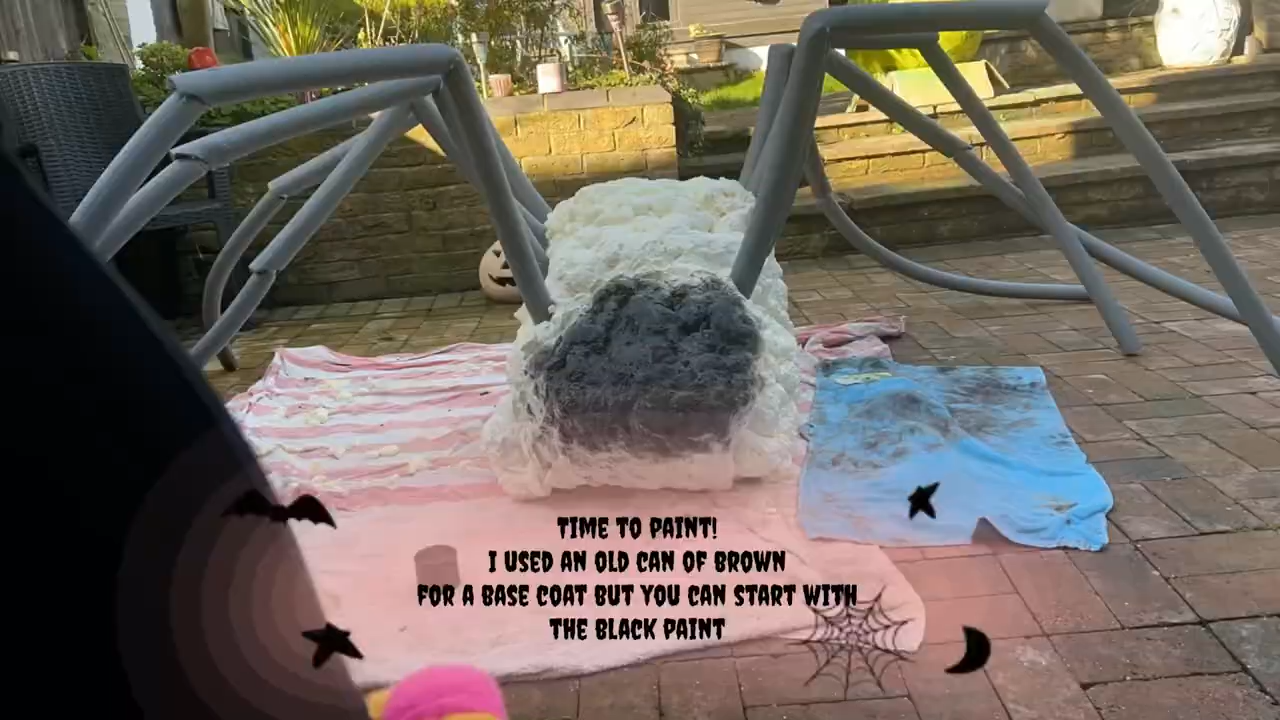 TIME TO PAINT!
I USED AN OLD CAN OF BROWN
FOR A BASE COAT BUT YOU CAN START WITH
THE BLACK PAINT